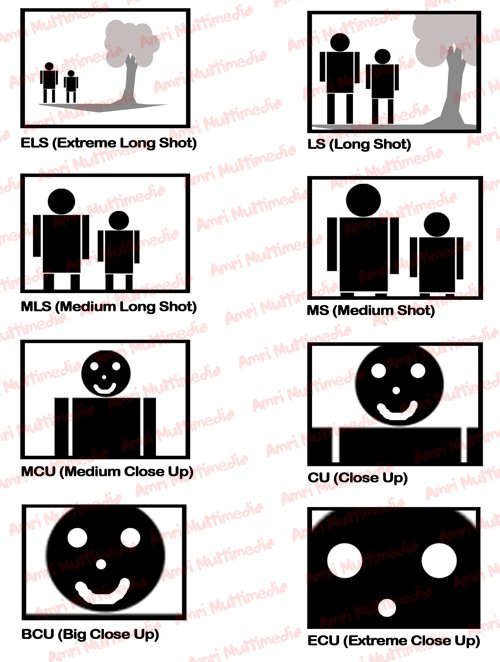 ELS (Extreme Long Shot)
LS (Long Shot)
MLS (Medium Long Shot)
MS (Medium Shot)
MCU (Medium Close Up)
CU (Close Up)
BCU (Big Close Up)
ECU (Extreme Close Up)
Amri Multimedia